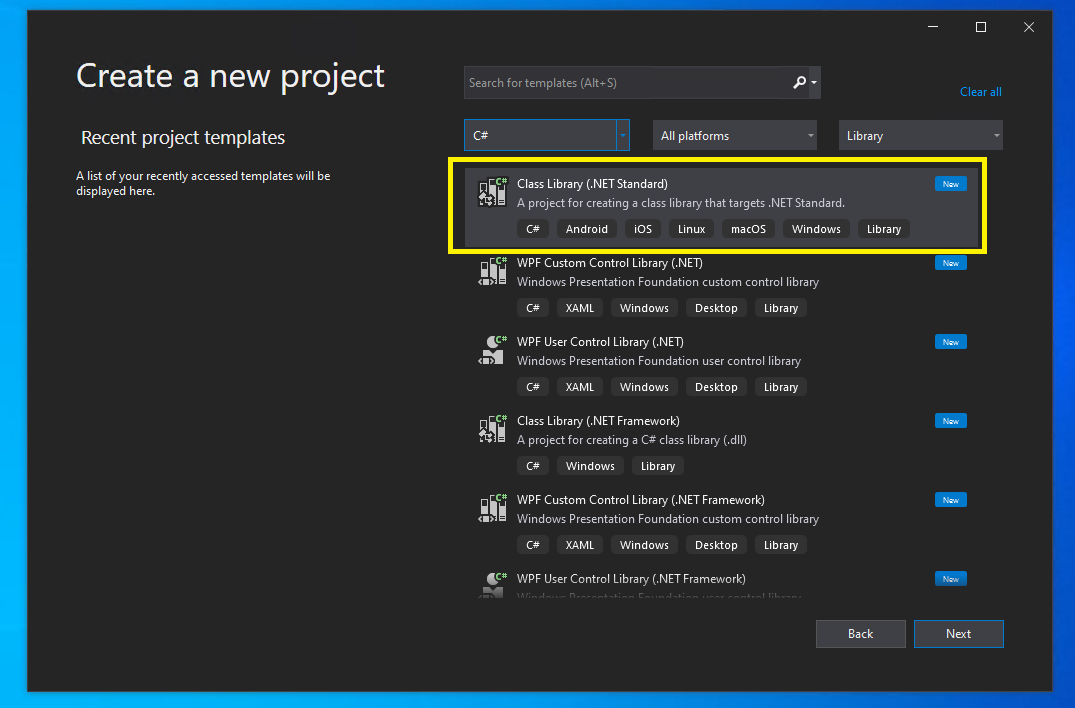 Create a new project
Recent project templates
A list of your recently accessed templates will be
displayed here.
Search for templates (Alt+S)
Clear all
C# All platforms Library
Class Library (.NET Standard) New
A project for creating a class library that targets .NET Standard.
C# Android iOS Linux macOS Windows Library
WPF Custom Control Library (.NET) New
Windows Presentation Foundation custom control library
C# XAML Windows Desktop Library
WPF User Control Library (.NET) New
Windows Presentation Foundation user control library
C# XAML Windows Desktop Library
Class Library (.NET Framework) New
A project for creating a C# class library (.dll)
C# Windows Library
WPF Custom Control Library (.NET Framework) New
Windows Presentation Foundation custom control library
C# XAML Windows Desktop Library
WPF User Control Library (.NET Framework) New
Windows Presentation Foundation user control library
Back Next